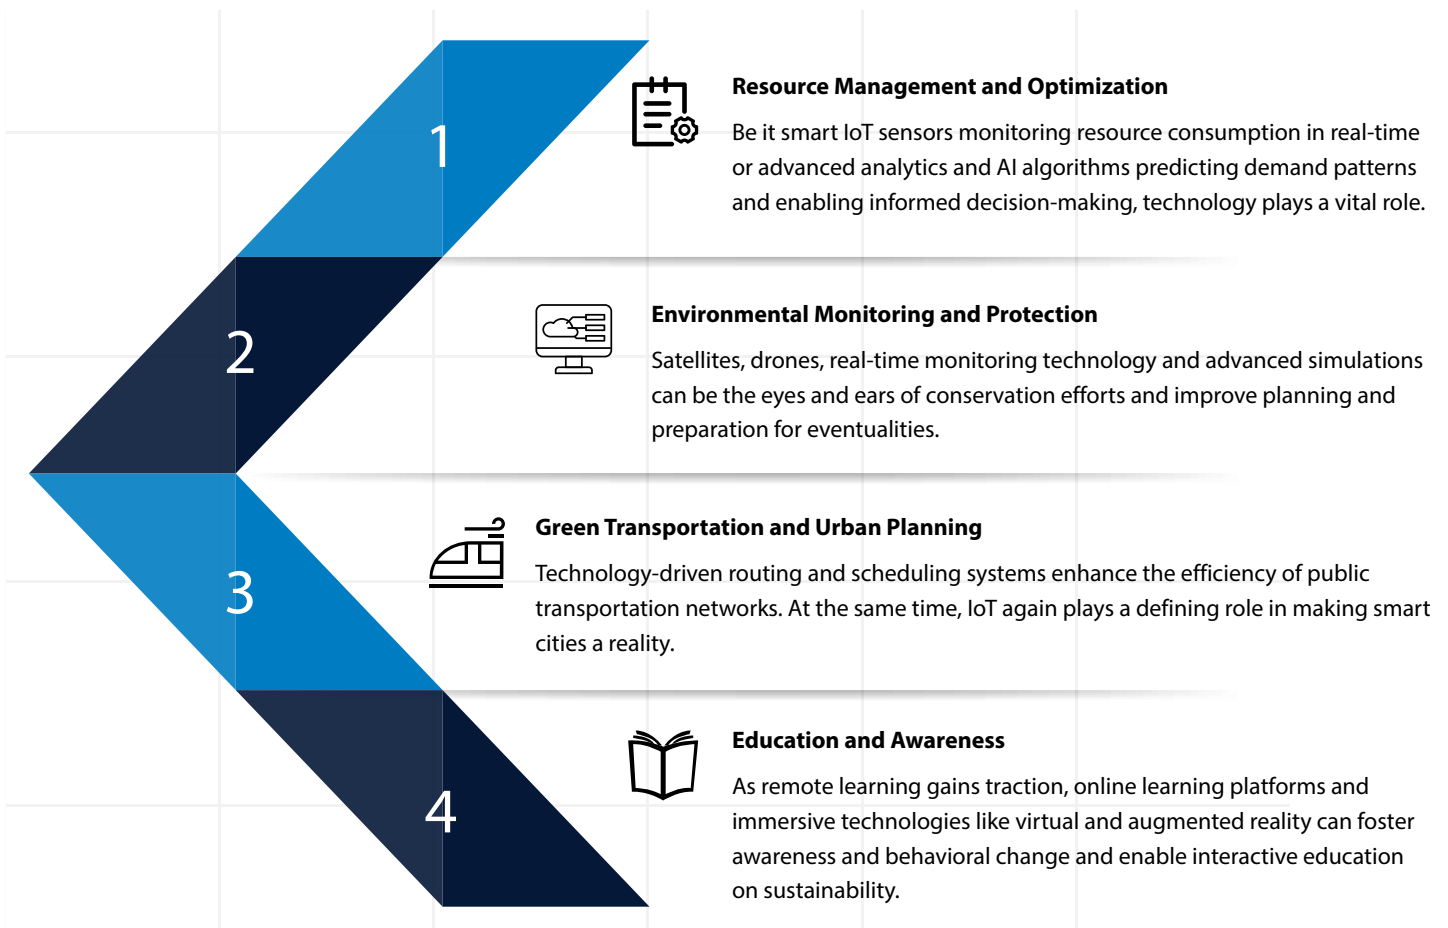 1
Resource Management and Optimization
Be it smart IoT sensors monitoring resource consumption in real-time
or advanced analytics and AI algorithms predicting demand patterns
and enabling informed decision-making, technology plays a vital role.
2
Environmental Monitoring and Protection
Satellites, drones, real-time monitoring technology and advanced simulations
can be the eyes and ears of conservation efforts and improve planning and
preparation for eventualities.
3
Green Transportation and Urban Planning
Technology-driven routing and scheduling systems enhance the efficiency of public
transportation networks. At the same time, IoT again plays a defining role in making smart
cities a reality.
4
Education and Awareness
As remote learning gains traction, online learning platforms and
immersive technologies like virtual and augmented reality can foster
awareness and behavioral change and enable interactive education
on sustainability.